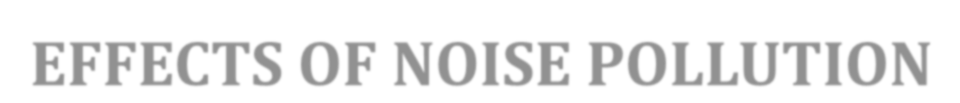 EFFECTS OF NOISE POLLUTION